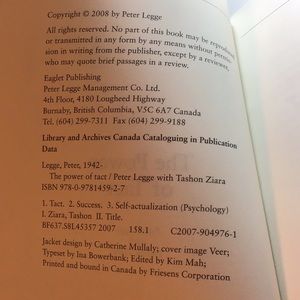 Copyright © 2008 by Peter Legge
All rights reserved. No part of this book may be reproduced
or transmitted in any form by any means without permis-
sion in writing from the publisher, except by a reviewer,
who may quote brief passages in a review.
Eaglet Publishing
Peter Legge Management Co. Ltd.
4th Floor, 4180 Lougheed Highway
Burnaby, British Columbia, V5C 6A7 Canada
Tel (604) 299-7311 Fax (604) 299-9188
Library and Archives Canada Cataloguing in Publication
Data
Legge, Peter, 1942-
The power of tact / Peter Legge with Tashon Ziara
ISBN 978-0-9781459-2-7
1. Tact. 2. Success. 3. Self-actualization (Psychology)
I. Ziara, Tashon II. Title.
BF637.S8L45357 2007 158.1 C2007-904976-1
Jacket design by Catherine Mullaly; cover image Veer;
Typeset by Ina Bowerbank; Edited by Kim Mah;
Printed and bound in Canada by Friesens Corporation